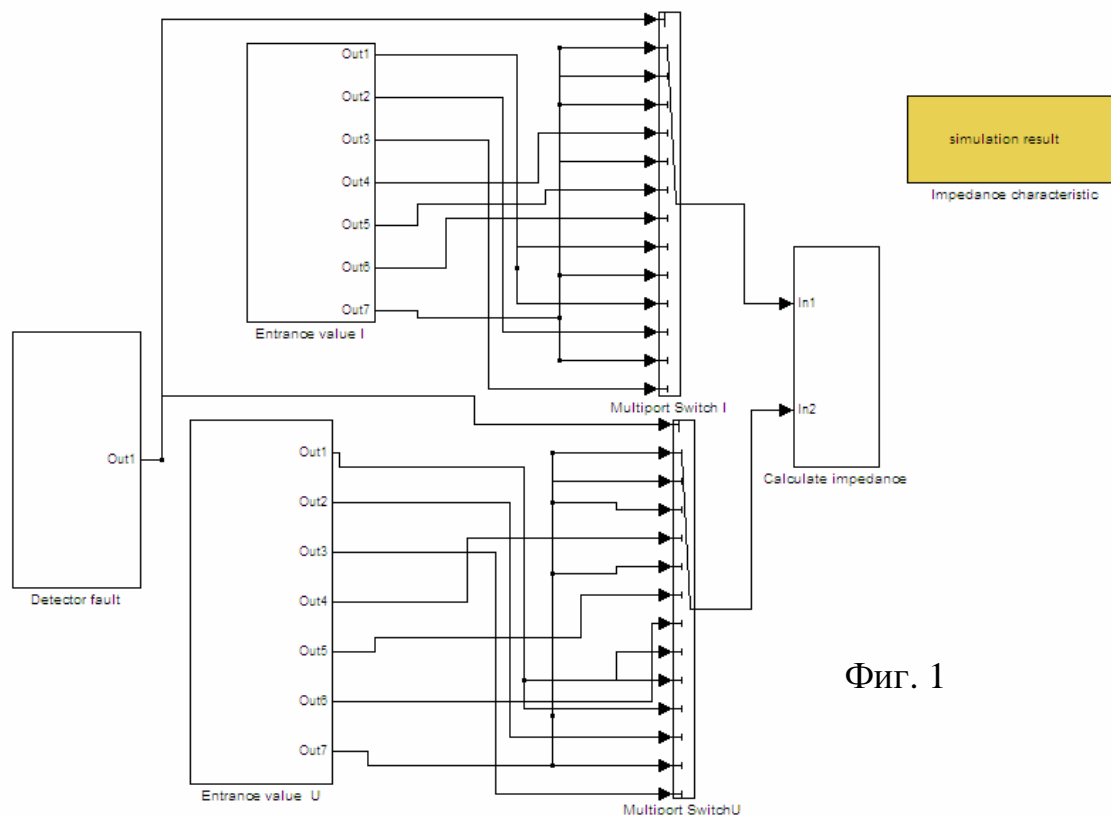 Out1
Out2
Out3
Out4
Out5
Out6
Out7
Entrance value I
Multiport Switch I
simulation result
Impedance characteristic
In1
In2
Calculate impedance
Out1
Detector fault
Out1
Out2
Out3
Out4
Out5
Out6
Out7
Entrance value U
Multiport SwitchU
Фиг. 1